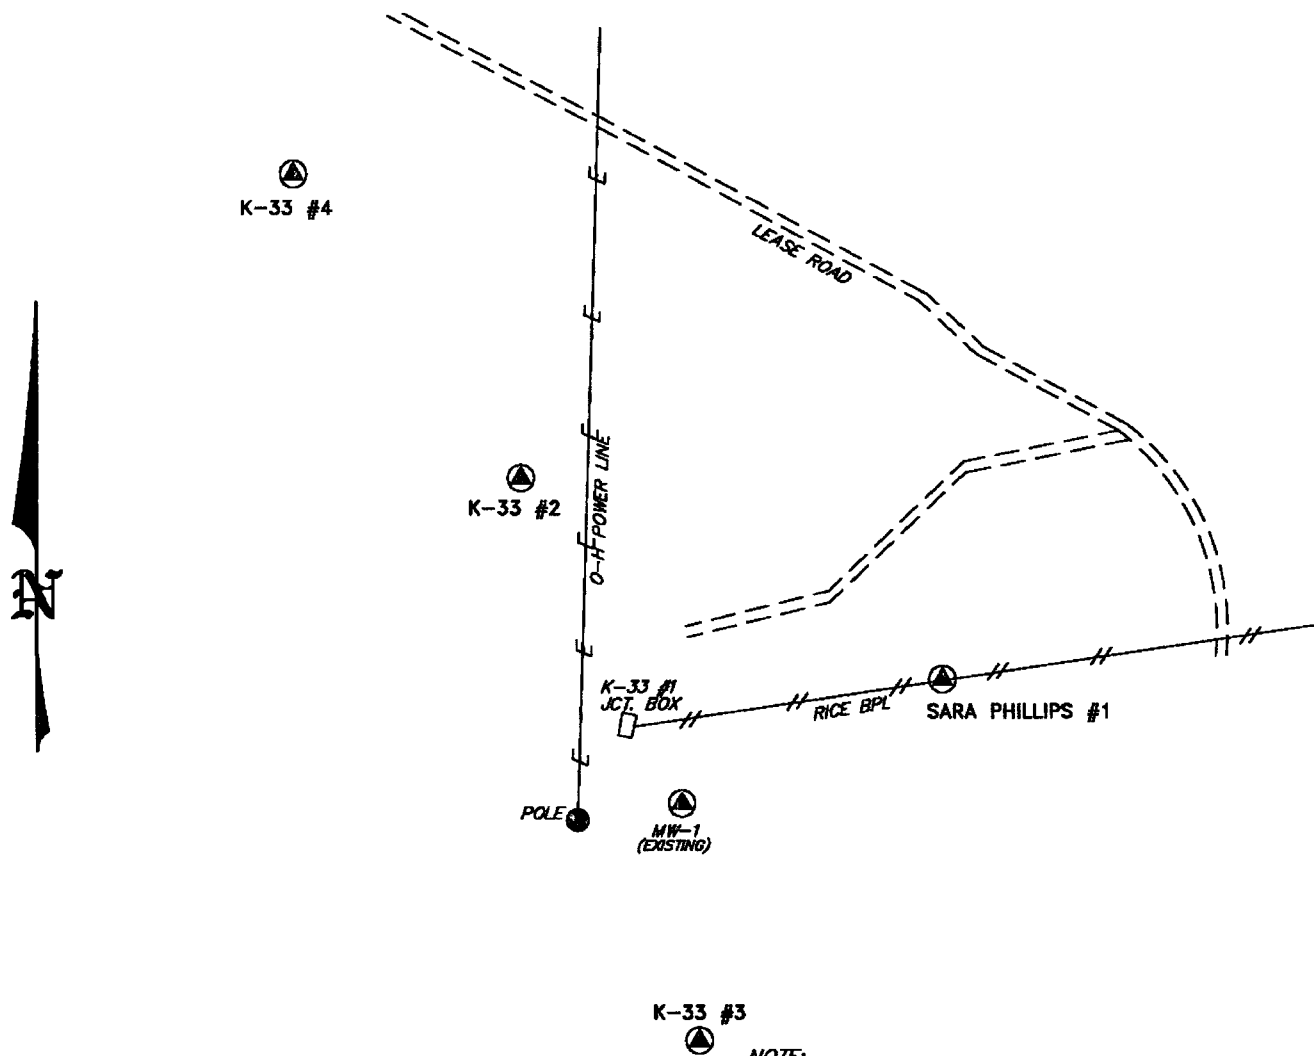 K-33 #4
LEASE ROAD
O-H POWER LINE
K-33 #2
N
K-33 #1
JCT. BOX
RICE BPL
SARA PHILLIPS #1
POLE
MW-1
(EXISTING)
K-33 #3
NOTE: